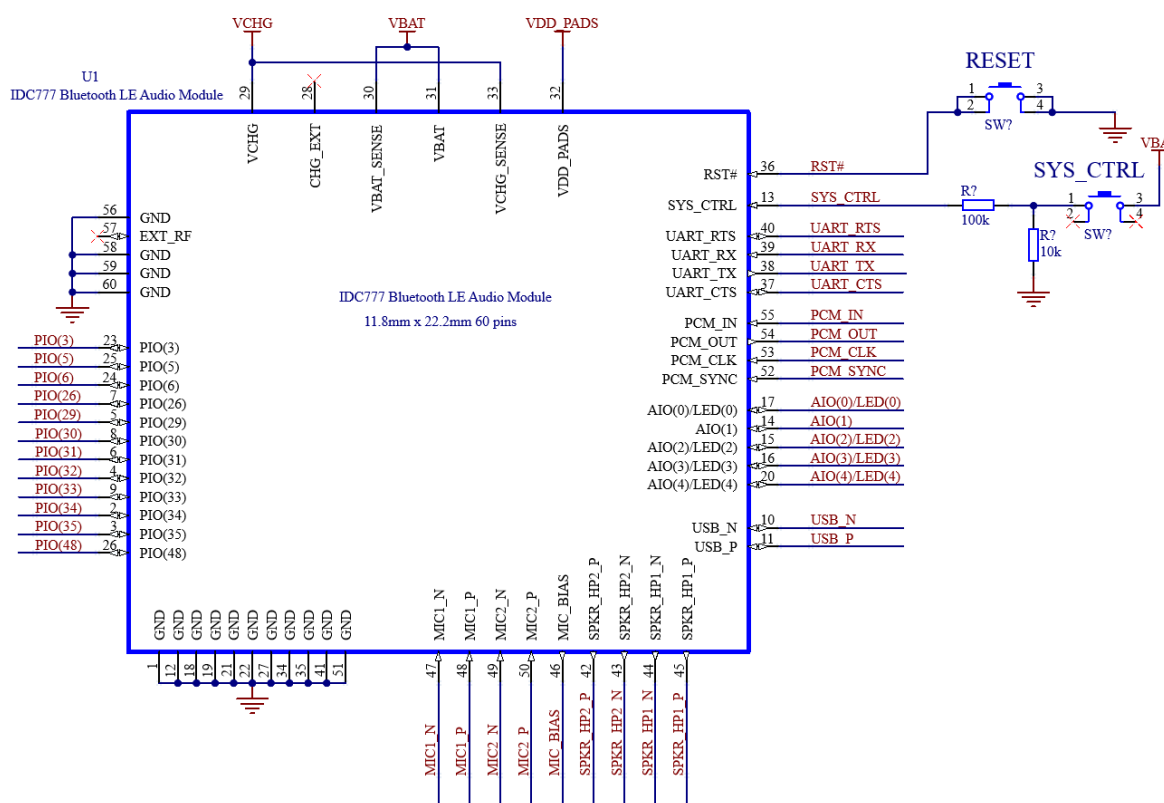 VCHG
VBAT
VDD_PADS
U1
IDC777 Bluetooth LE Audio Module
29
28
30
31
33
32
VCHG
CHG_EXT
VBAT_SENSE
VBAT
VCHG_SENSE
VDD_PADS
RESET
1
2
3
4
SW?
VBA
SYS_CTRL
1
2
3
4
SW?
R?
100k
R?
10k
56 GND
57 EXT_RF
58 GND
59 GND
60 GND
IDC777 Bluetooth LE Audio Module
11.8mm x 22.2mm 60 pins
RST# 36 RST#
SYS_CTRL 13 SYS_CTRL
UART_RTS 40 UART_RTS
UART_RX 39 UART_RX
UART_TX 38 UART_TX
UART_CTS 37 UART_CTS
PCM_IN 55 PCM_IN
PCM_OUT 54 PCM_OUT
PCM_CLK 53 PCM_CLK
PCM_SYNC 52 PCM_SYNC
AIO(0)/LED(0) 17 AIO(0)/LED(0)
AIO(1) 14 AIO(1)
AIO(2)/LED(2) 15 AIO(2)/LED(2)
AIO(3)/LED(3) 16 AIO(3)/LED(3)
AIO(4)/LED(4) 20 AIO(4)/LED(4)
USB_N 10 USB_N
USB_P 11 USB_P
PIO(3) 23 PIO(3)
PIO(5) 25 PIO(5)
PIO(6) 24 PIO(6)
PIO(26) 7 PIO(26)
PIO(29) 5 PIO(29)
PIO(30) 8 PIO(30)
PIO(31) 6 PIO(31)
PIO(32) 4 PIO(32)
PIO(33) 9 PIO(33)
PIO(34) 2 PIO(34)
PIO(35) 3 PIO(35)
PIO(48) 26 PIO(48)
GND GND GND GND GND GND GND GND GND GND GND
1 12 18 19 21 22 27 34 35 41 51
MIC1_N
MIC1_P
MIC2_N
MIC2_P
MIC_BIAS
SPKR_HP2_P
SPKR_HP2_N
SPKR_HP1_N
SPKR_HP1_P
47
48
49
50
46
42
43
44
45
MIC1_N
MIC1_P
MIC2_N
MIC2_P
MIC_BIAS
SPKR_HP2_P
SPKR_HP2_N
SPKR_HP1_N
SPKR_HP1_P